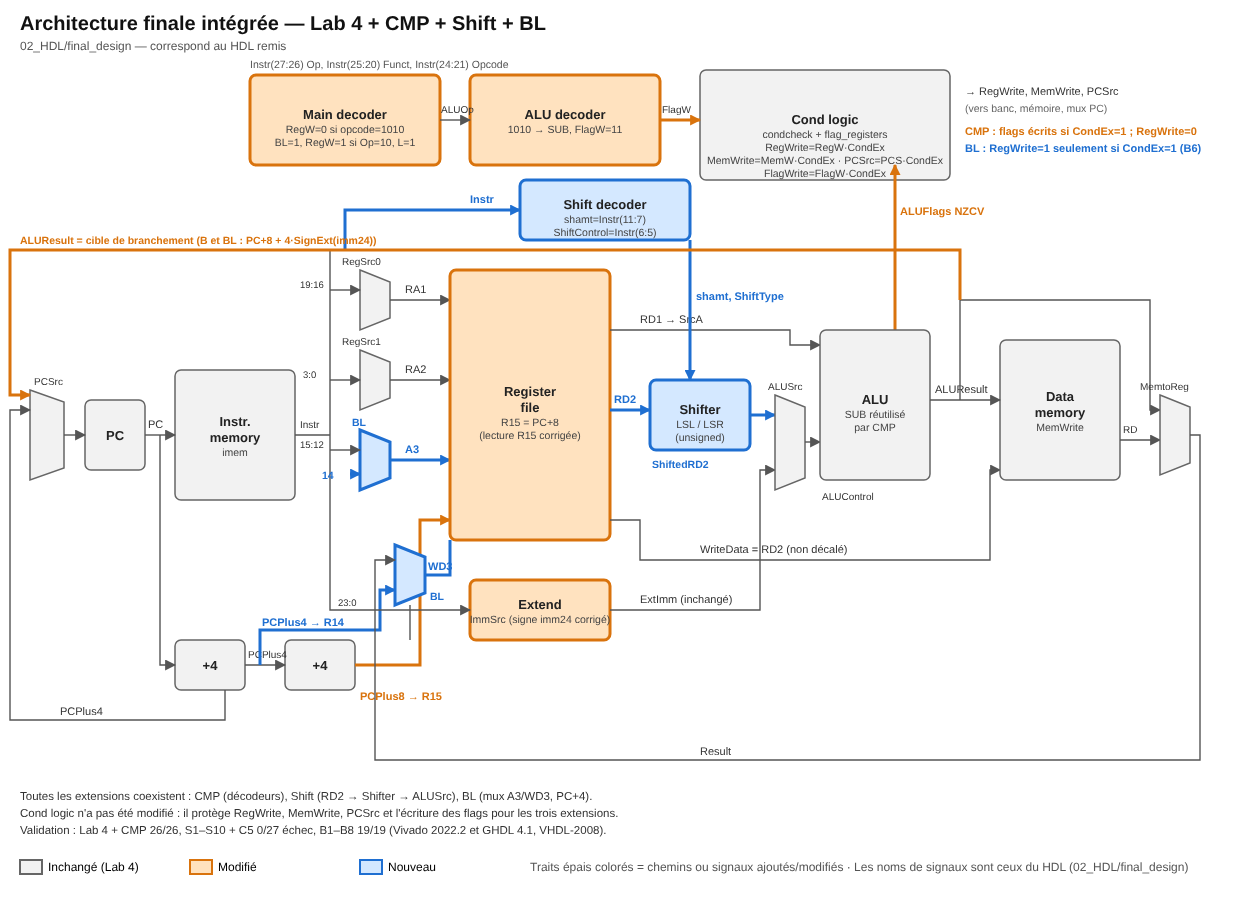 Architecture finale intégrée — Lab 4 + CMP + Shift + BL
02_HDL/final_design — correspond au HDL remis
Instr(27:26) Op, Instr(25:20) Funct, Instr(24:21) Opcode
Main decoder
RegW=0 si opcode=1010
BL=1, RegW=1 si Op=10, L=1
ALUOp
ALU decoder
1010 → SUB, FlagW=11
FlagW
Cond logic
condcheck + flag_registers
RegWrite=RegW·CondEx
MemWrite=MemW·CondEx · PCSrc=PCS·CondEx
FlagWrite=FlagW·CondEx
→ RegWrite, MemWrite, PCSrc
(vers banc, mémoire, mux PC)
CMP : flags écrits si CondEx=1 ; RegWrite=0
BL : RegWrite=1 seulement si CondEx=1 (B6)
Instr
Shift decoder
shamt=Instr(11:7)
ShiftControl=Instr(6:5)
ALUFlags NZCV
ALUResult = cible de branchement (B et BL : PC+8 + 4·SignExt(imm24))
RegSrc0
19:16
RA1
shamt, ShiftType
RD1 → SrcA
RegSrc1
3:0
RA2
PCSrc
PC
PC
Instr.
memory
imem
Instr
15:12
BL
14
A3
Register
file
R15 = PC+8
(lecture R15 corrigée)
RD2
Shifter
LSL / LSR
(unsigned)
ShiftedRD2
ALUSrc
ALU
SUB réutilisé
par CMP
ALUControl
ALUResult
Data
memory
MemWrite
RD
MemtoReg
WriteData = RD2 (non décalé)
WD3
BL
23:0
Extend
ImmSrc (signe imm24 corrigé)
ExtImm (inchangé)
PCPlus4 → R14
+4
PCPlus4
+4
PCPlus8 → R15
PCPlus4
Result
Toutes les extensions coexistent : CMP (décodeurs), Shift (RD2 → Shifter → ALUSrc), BL (mux A3/WD3, PC+4).
Cond logic n'a pas été modifié : il protège RegWrite, MemWrite, PCSrc et l'écriture des flags pour les trois extensions.
Validation : Lab 4 + CMP 26/26, S1–S10 + C5 0/27 échec, B1–B8 19/19 (Vivado 2022.2 et GHDL 4.1, VHDL-2008).
Inchangé (Lab 4)
Modifié
Nouveau
Traits épais colorés = chemins ou signaux ajoutés/modifiés · Les noms de signaux sont ceux du HDL (02_HDL/final_design)